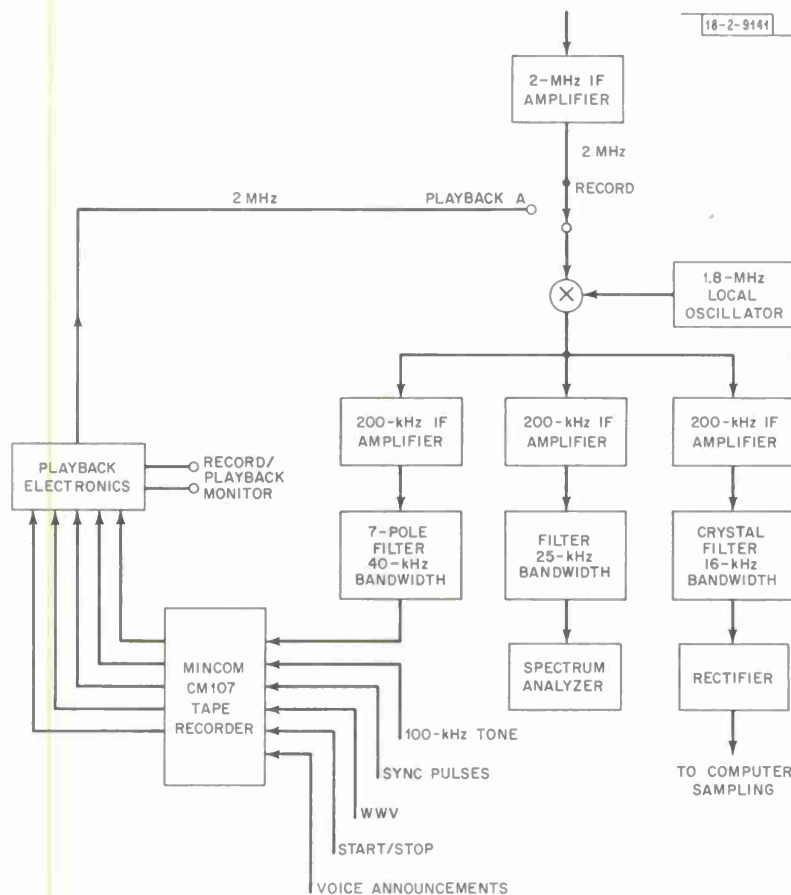 18-2-9141
2-MHz IF
AMPLIFIER
2 MHz
RECORD
2 MHz
PLAYBACK A
1.8-MHz
LOCAL
OSCILLATOR
X
200-kHz IF
AMPLIFIER
200-kHz IF
AMPLIFIER
200-kHz IF
AMPLIFIER
PLAYBACK
ELECTRONICS
RECORD/
PLAYBACK
MONITOR
7-POLE
FILTER
40-kHz
BANDWIDTH
FILTER
25-kHz
BANDWIDTH
CRYSTAL
FILTER
16-kHz
BANDWIDTH
MINCOM
CM107
TAPE
RECORDER
SPECTRUM
ANALYZER
RECTIFIER
100-kHz TONE
SYNC PULSES
WWV
START/STOP
VOICE ANNOUNCEMENTS
TO COMPUTER
SAMPLING